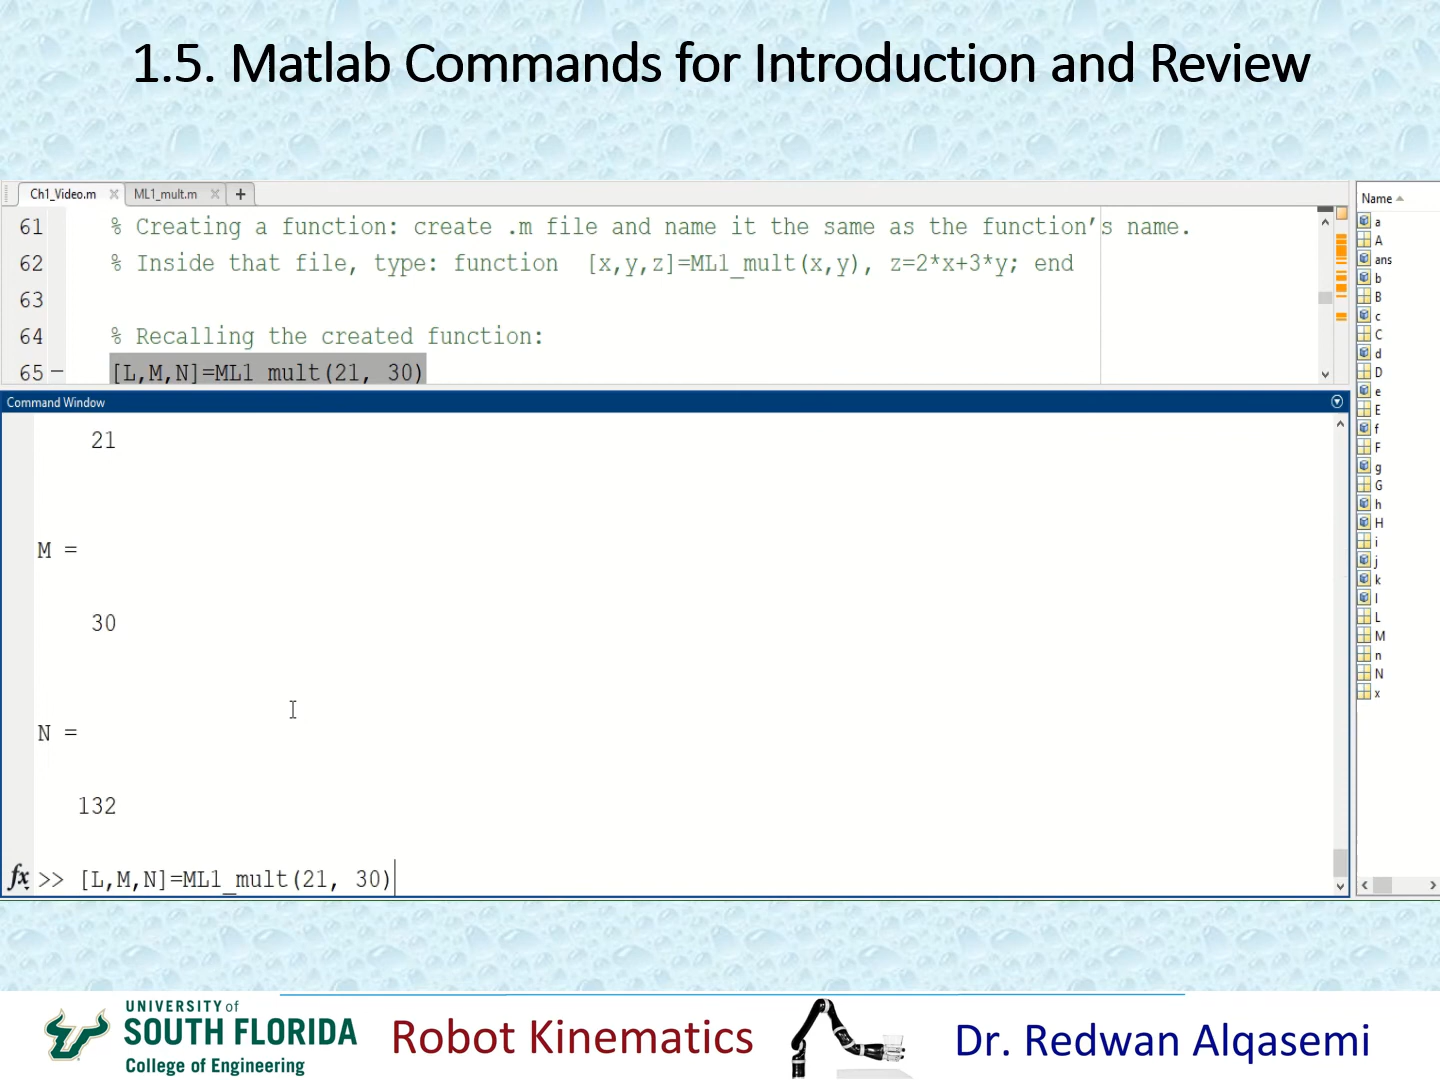 1.5. Matlab Commands for Introduction and Review
Ch1_Video.m ML1_mult.m +
Name
61 % Creating a function: create .m file and name it the same as the function’s name.
62 % Inside that file, type: function [x,y,z]=ML1_mult(x,y), z=2*x+3*y; end
63
64 % Recalling the created function:
65 [L,M,N]=ML1_mult(21, 30)
Command Window
21
M =
30
N =
132
fx >> [L,M,N]=ML1_mult(21, 30)
a
A
ans
b
B
c
C
d
D
e
E
f
F
g
G
h
H
i
j
k
l
L
M
n
N
x
UNIVERSITY of
SOUTH FLORIDA
College of Engineering
Robot Kinematics
Dr. Redwan Alqasemi